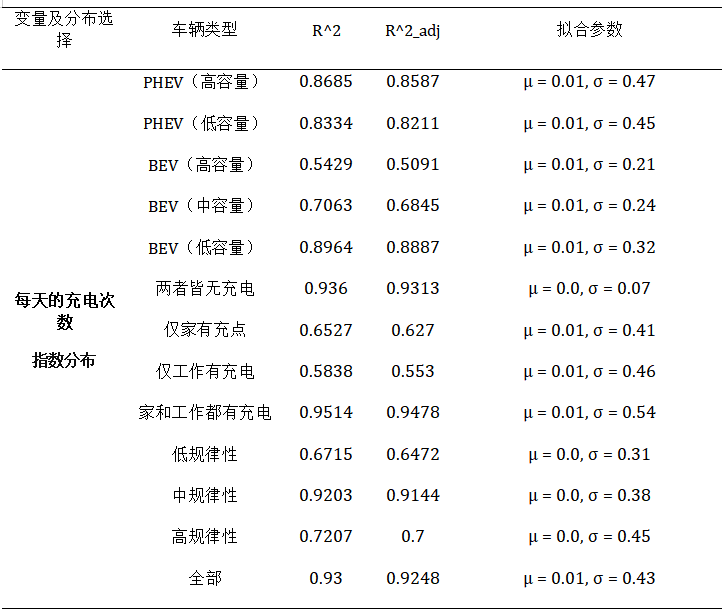 变量及分布选择 车辆类型 R^2 R^2_adj 拟合参数
每天的充电次数
指数分布
PHEV（高容量） 0.8685 0.8587 μ = 0.01, σ = 0.47
PHEV（低容量） 0.8334 0.8211 μ = 0.01, σ = 0.45
BEV（高容量） 0.5429 0.5091 μ = 0.01, σ = 0.21
BEV（中容量） 0.7063 0.6845 μ = 0.01, σ = 0.24
BEV（低容量） 0.8964 0.8887 μ = 0.01, σ = 0.32
两者皆无充电 0.936 0.9313 μ = 0.0, σ = 0.07
仅家有充点 0.6527 0.627 μ = 0.01, σ = 0.41
仅工作有充电 0.5838 0.553 μ = 0.01, σ = 0.46
家和工作都有充电 0.9514 0.9478 μ = 0.01, σ = 0.54
低规律性 0.6715 0.6472 μ = 0.0, σ = 0.31
中规律性 0.9203 0.9144 μ = 0.0, σ = 0.38
高规律性 0.7207 0.7 μ = 0.0, σ = 0.45
全部 0.93 0.9248 μ = 0.01, σ = 0.43